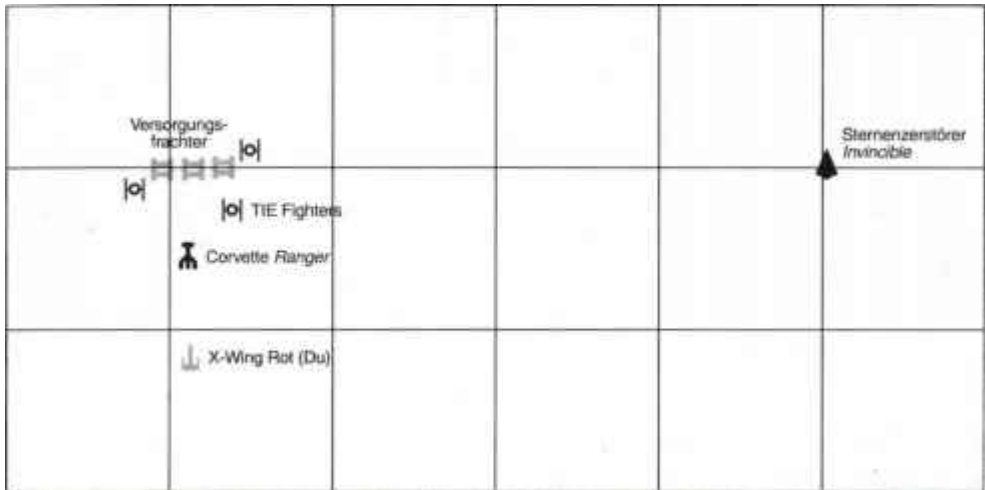 Versorgungs-
frachter
Sternenzerstörer
Invincible
TIE Fighters
Corvette Ranger
X-Wing Rot (Du)